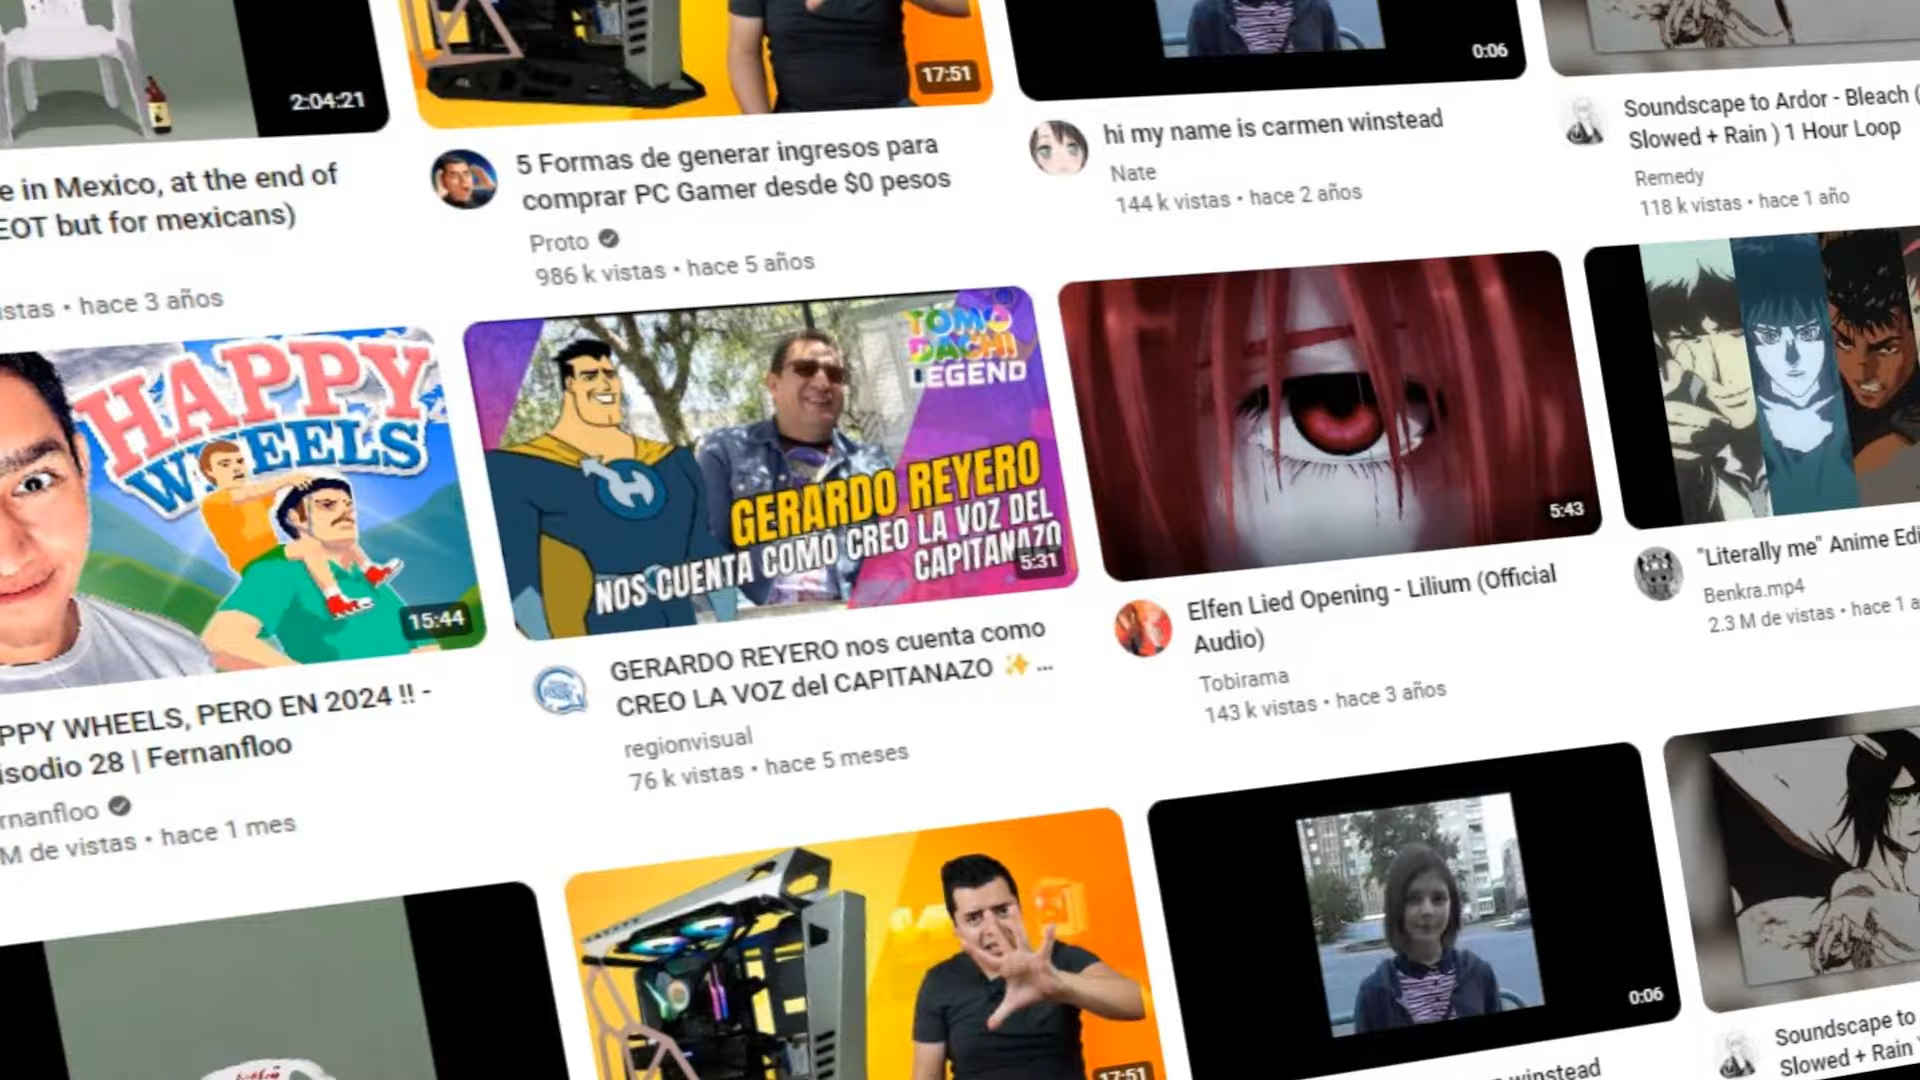 2:04:21
e in Mexico, at the end of
EOT but for mexicans)
istas • hace 3 años
17:51
5 Formas de generar ingresos para
comprar PC Gamer desde $0 pesos
Proto
986 k vistas • hace 5 años
0:06
hi my name is carmen winstead
Nate
144 k vistas • hace 2 años
Soundscape to Ardor - Bleach (
Slowed + Rain ) 1 Hour Loop
Remedy
118 k vistas • hace 1 año
HAPPY
WHEELS
15:44
PPY WHEELS, PERO EN 2024 !! -
isodio 28 | Fernanfloo
rnanfloo
M de vistas • hace 1 mes
TOMO
DACHI
LEGEND
GERARDO REYERO
NOS CUENTA COMO CREO LA VOZ DEL
CAPITANAZO
5:31
GERARDO REYERO nos cuenta como
CREO LA VOZ del CAPITANAZO ✨ ...
regionvisual
76 k vistas • hace 5 meses
5:43
Elfen Lied Opening - Lilium (Official
Audio)
Tobirama
143 k vistas • hace 3 años
"Literally me" Anime Edi
Benkra.mp4
2.3 M de vistas • hace 1 a
17:51
0:06
winstead
Soundscape to
Slowed + Rain